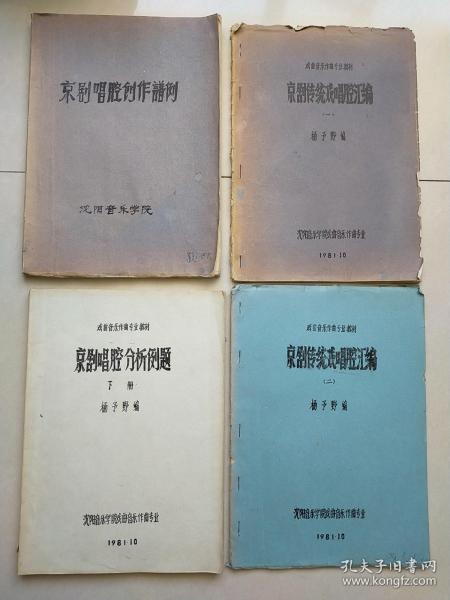 京剧唱腔创作譜例
沈阳音乐学院
戏曲音乐作曲专业教材
京剧传统戏唱腔汇编
(一)
杨予野编
沈阳音乐学院戏曲音乐作曲专业
1981·10
戏曲音乐作曲专业教材
京剧唱腔分析例题
下册
杨予野编
沈阳音乐学院戏曲音乐作曲专业
1981·10
戏曲音乐作曲专业教材
京剧传统戏唱腔汇编
(二)
杨予野编
沈阳音乐学院戏曲音乐作曲专业
1981·10
孔夫子旧书网
www.kongfz.com